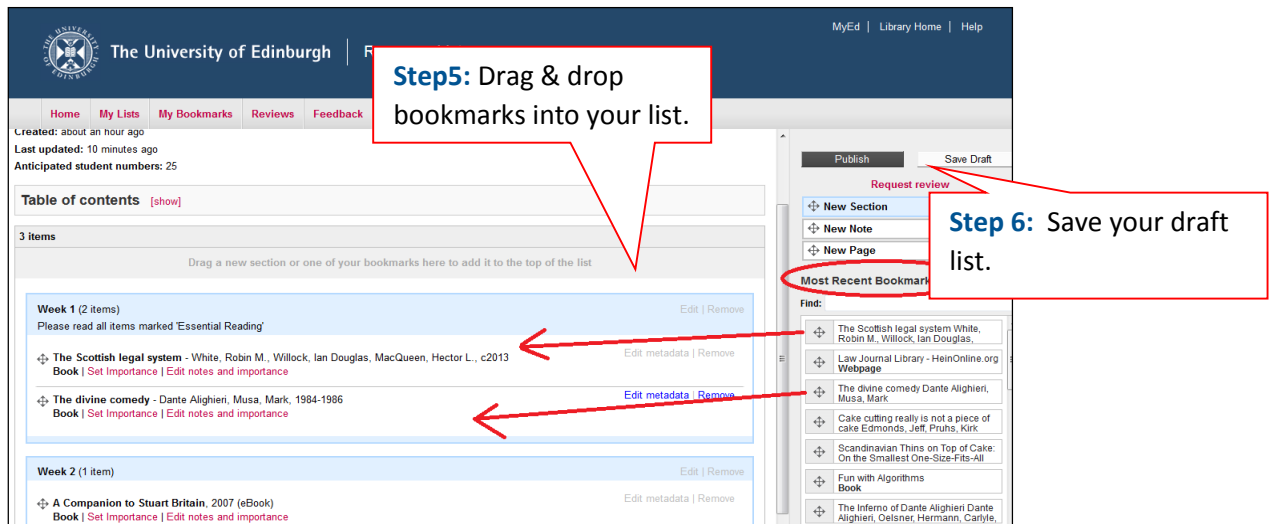 MyEd | Library Home | Help
The University of Edinburgh
Step5: Drag & drop
bookmarks into your list.
Home My Lists My Bookmarks Reviews Feedback
Created: about an hour ago
Last updated: 10 minutes ago
Anticipated student numbers: 25
Table of contents [show]
3 items
Drag a new section or one of your bookmarks here to add it to the top of the list
Week 1 (2 items) Edit | Remove
Please read all items marked 'Essential Reading'
The Scottish legal system - White, Robin M., Willock, Ian Douglas, MacQueen, Hector L., c2013 Edit metadata | Remove
Book | Set Importance | Edit notes and importance
The divine comedy - Dante Alighieri, Musa, Mark, 1984-1986 Edit metadata | Remove
Book | Set Importance | Edit notes and importance
Week 2 (1 item) Edit | Remove
A Companion to Stuart Britain, 2007 (eBook) Edit metadata | Remove
Book | Set Importance | Edit notes and importance
Publish Save Draft
Request review
New Section
New Note
New Page
Step 6: Save your draft
list.
Most Recent Bookmark
Find:
The Scottish legal system White,
Robin M., Willock, Ian Douglas,
Law Journal Library - HeinOnline.org
Webpage
The divine comedy Dante Alighieri,
Musa, Mark
Cake cutting really is not a piece of
cake Edmonds, Jeff, Pruhs, Kirk
Scandinavian Thins on Top of Cake:
On the Smallest One-Size-Fits-All
Fun with Algorithms
Book
The Inferno of Dante Alighieri Dante
Alighieri, Oelsner, Hermann, Carlyle,